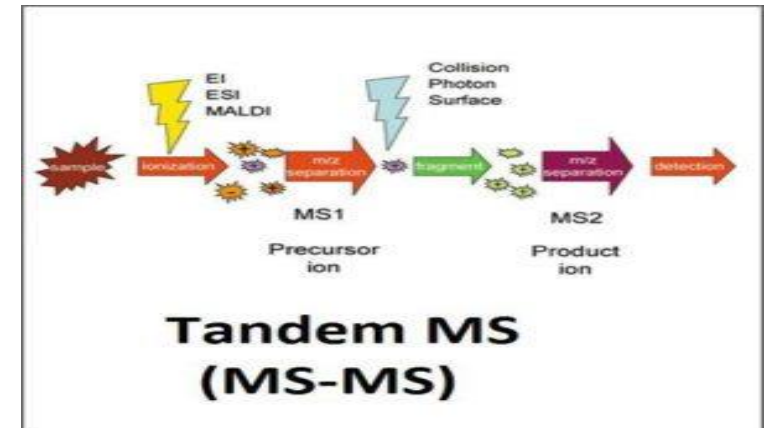 EI
ESI
MALDI
Collision
Photon
Surface
sample
ionization
m/z
separation
fragment
m/z
separation
detection
MS1
MS2
Precursor
ion
Product
ion
Tandem MS
(MS-MS)